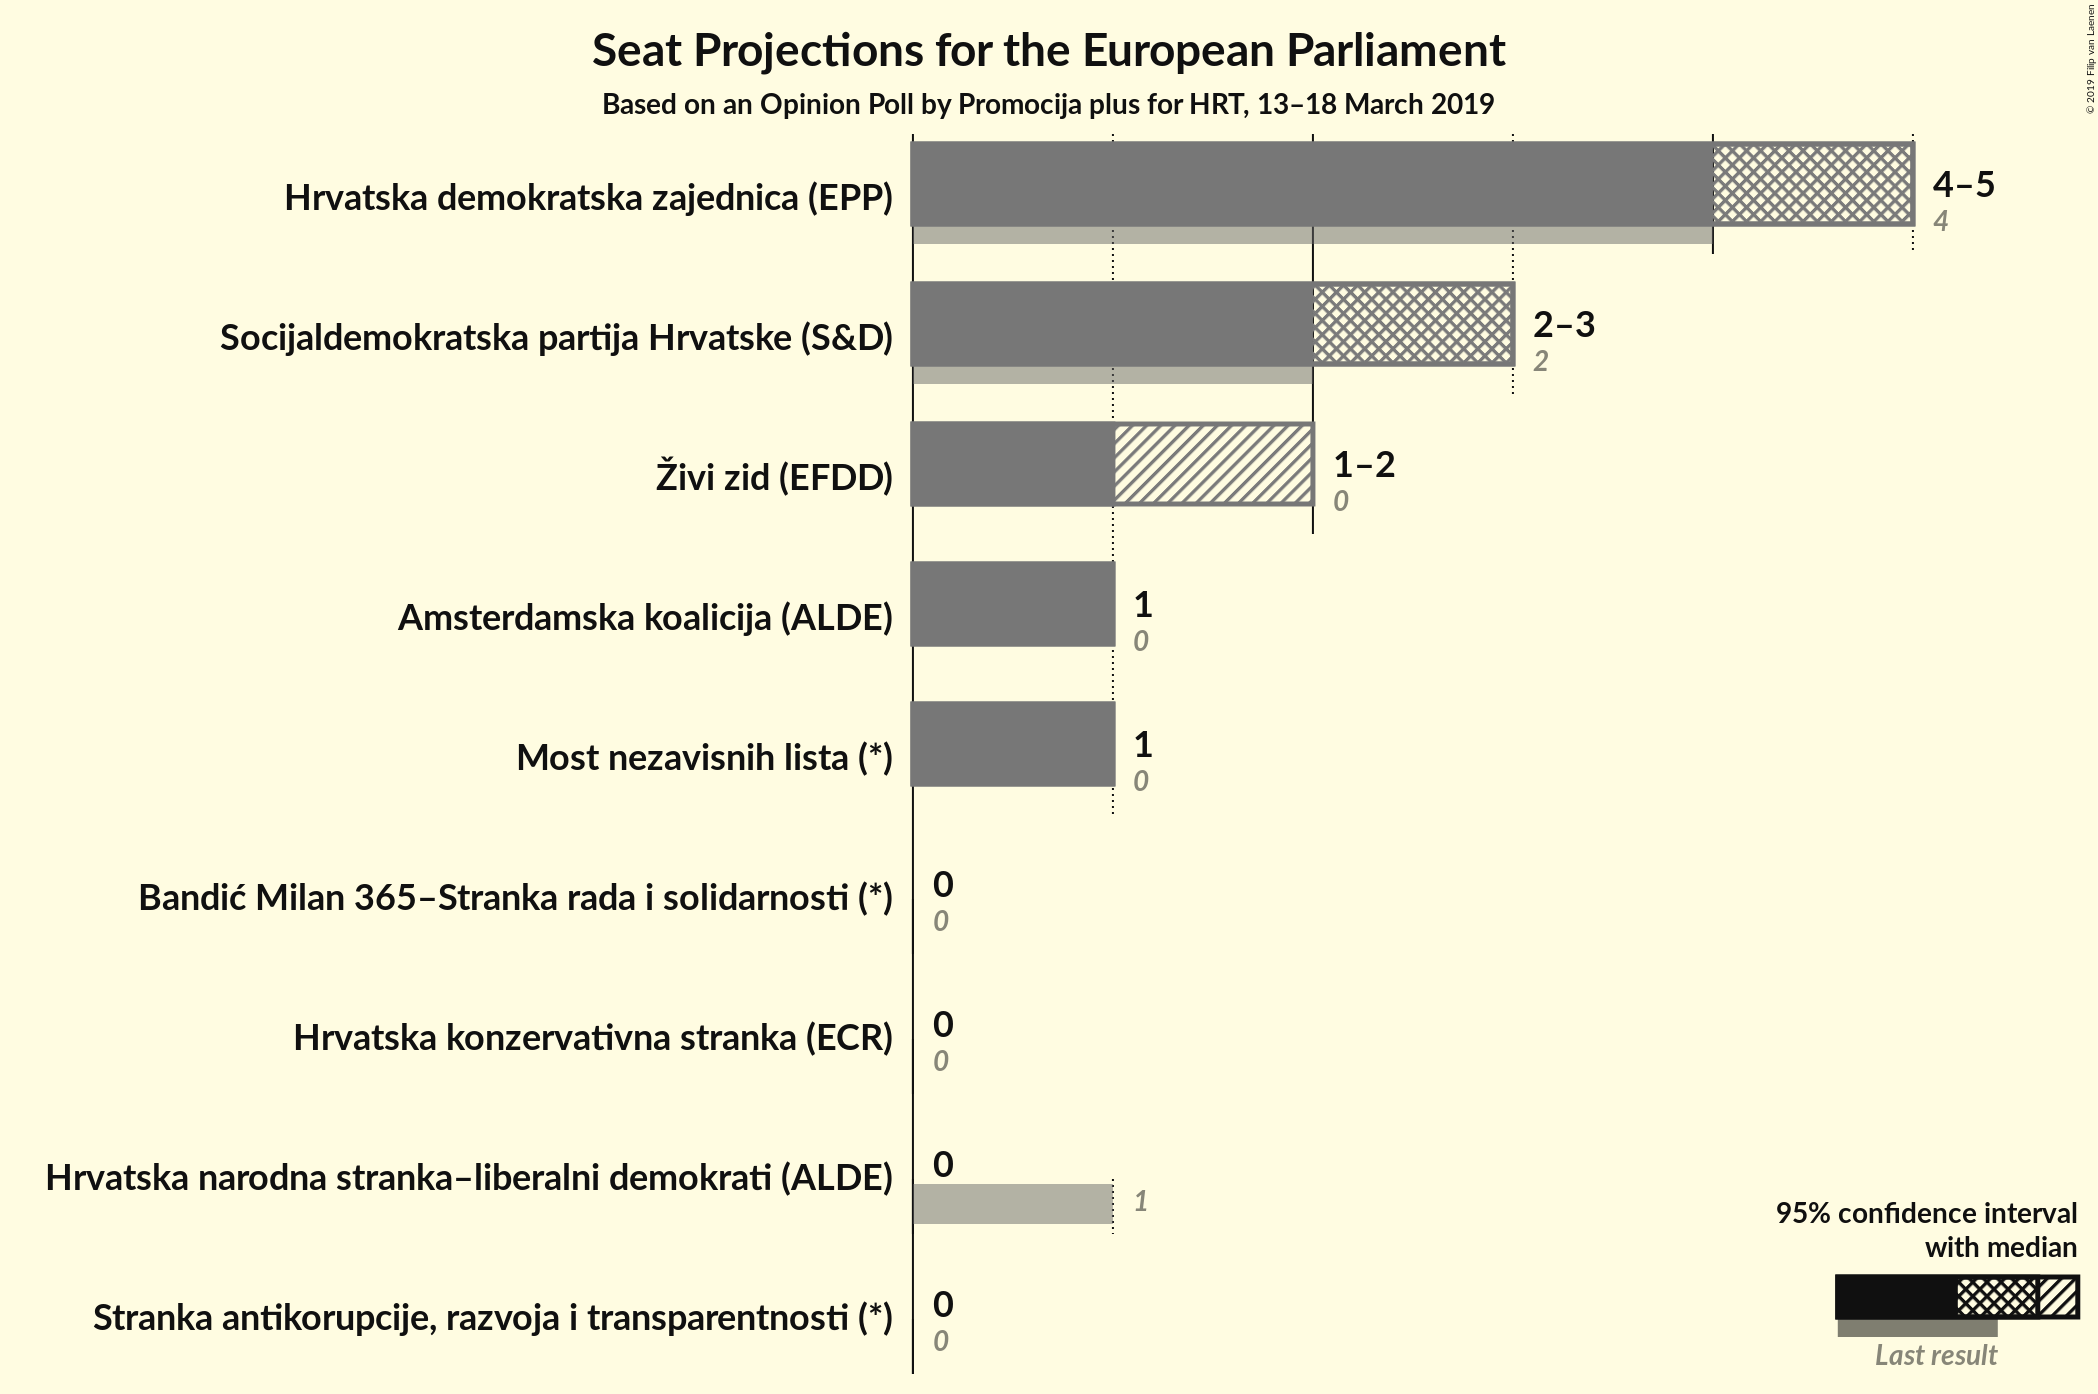 Seat Projections for the European Parliament
Based on an Opinion Poll by Promocija plus for HRT, 13–18 March 2019
© 2019 Filip van Laenen
Hrvatska demokratska zajednica (EPP)
4–5
4
Socijaldemokratska partija Hrvatske (S&D)
2–3
2
Živi zid (EFDD)
1–2
0
Amsterdamska koalicija (ALDE)
1
0
Most nezavisnih lista (*)
1
0
Bandić Milan 365–Stranka rada i solidarnosti (*)
0
0
Hrvatska konzervativna stranka (ECR)
0
0
Hrvatska narodna stranka–liberalni demokrati (ALDE)
0
1
Stranka antikorupcije, razvoja i transparentnosti (*)
0
0
95% confidence interval
with median
Last result